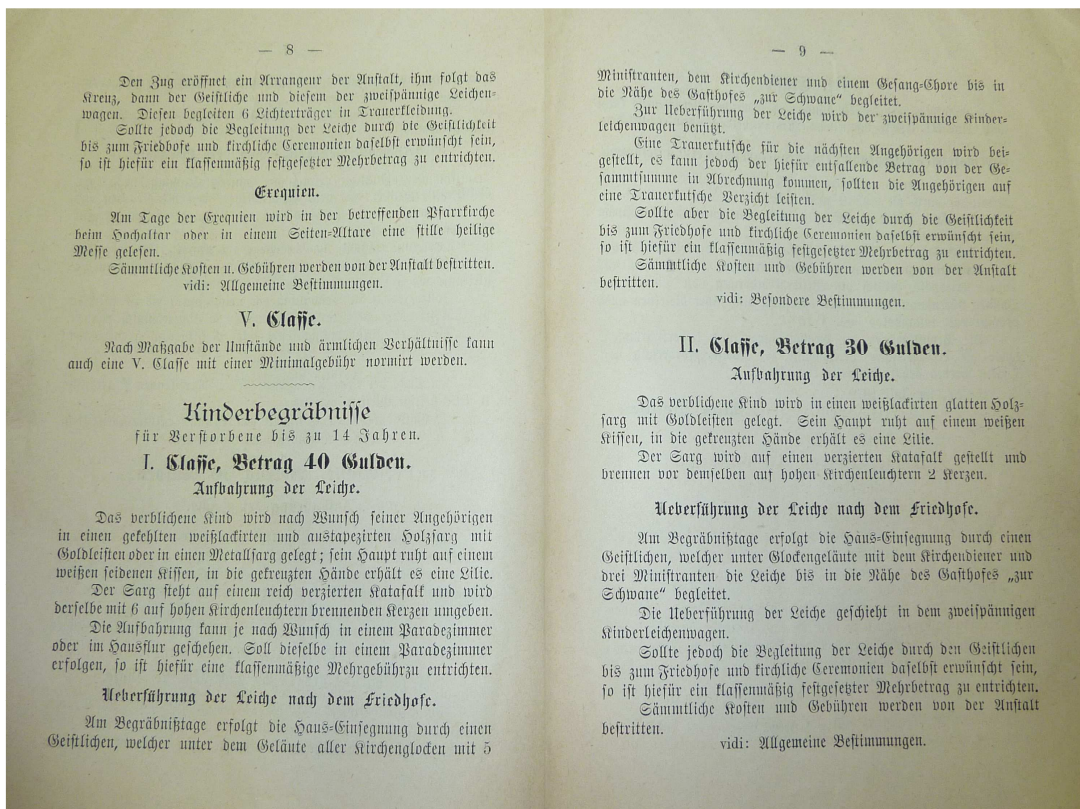 — 8 —
Den Zug eröffnet ein Arrangeur der Anstalt, ihm folgt das
Kreuz, dann der Geistliche und diesem der zweispännige Leichen-
wagen. Diesen begleiten 6 Lichterträger in Trauerkleidung.
Sollte jedoch die Begleitung der Leiche durch die Geistlichkeit
bis zum Friedhofe und kirchliche Ceremonien daselbst erwünscht sein,
so ist hiefür ein klassenmäßig festgesetzter Mehrbetrag zu entrichten.
Exequien.
Am Tage der Exequien wird in der betreffenden Pfarrkirche
beim Hochaltar oder in einem Seiten-Altare eine stille heilige
Messe gelesen.
Sämmtliche Kosten u. Gebühren werden von der Anstalt bestritten.
vidi: Allgemeine Bestimmungen.
V. Classe.
Nach Maßgabe der Umstände und ärmlichen Verhältnisse kann
auch eine V. Classe mit einer Minimalgebühr normirt werden.
Kinderbegräbnisse
für Verstorbene bis zu 14 Jahren.
I. Classe, Betrag 40 Gulden.
Aufbahrung der Leiche.
Das verblichene Kind wird nach Wunsch seiner Angehörigen
in einen gekehlten weißlackirten und austapezirten Holzsarg mit
Goldleisten oder in einen Metallsarg gelegt; sein Haupt ruht auf einem
weißen seidenen Kissen, in die gekreuzten Hände erhält es eine Lilie.
Der Sarg steht auf einem reich verzierten Katafalk und wird
derselbe mit 6 auf hohen Kirchenleuchtern brennenden Kerzen umgeben.
Die Aufbahrung kann je nach Wunsch in einem Paradezimmer
oder im Hausflur geschehen. Soll dieselbe in einem Paradezimmer
erfolgen, so ist hiefür eine klassenmäßige Mehrgebührzu entrichten.
Ueberführung der Leiche nach dem Friedhofe.
Am Begräbnißtage erfolgt die Haus-Einsegnung durch einen
Geistlichen, welcher unter dem Geläute aller Kirchenglocken mit 5
— 9 —
Ministranten, dem Kirchendiener und einem Gesang-Chore bis in
die Nähe des Gasthofes „zur Schwane“ begleitet.
Zur Ueberführung der Leiche wird der zweispännige Kinder-
leichenwagen benützt.
Eine Trauerkutsche für die nächsten Angehörigen wird bei-
gestellt, es kann jedoch der hiefür entfallende Betrag von der Ge-
sammtsumme in Abrechnung kommen, sollten die Angehörigen auf
eine Trauerkutsche Verzicht leisten.
Sollte aber die Begleitung der Leiche durch die Geistlichkeit
bis zum Friedhofe und kirchliche Ceremonien daselbst erwünscht sein,
so ist hiefür ein klassenmäßig festgesetzter Mehrbetrag zu entrichten.
Sämmtliche Kosten und Gebühren werden von der Anstalt
bestritten.
vidi: Besondere Bestimmungen.
II. Classe, Betrag 30 Gulden.
Aufbahrung der Leiche.
Das verblichene Kind wird in einen weißlackirten glatten Holz-
sarg mit Goldleisten gelegt. Sein Haupt ruht auf einem weißen
Kissen, in die gekreuzten Hände erhält es eine Lilie.
Der Sarg wird auf einen verzierten Katafalk gestellt und
brennen vor demselben auf hohen Kirchenleuchtern 2 Kerzen.
Ueberführung der Leiche nach dem Friedhofe.
Am Begräbnißtage erfolgt die Haus-Einsegnung durch einen
Geistlichen, welcher unter Glockengeläute mit dem Kirchendiener und
drei Ministranten die Leiche bis in die Nähe des Gasthofes „zur
Schwane“ begleitet.
Die Ueberführung der Leiche geschieht in dem zweispännigen
Kinderleichenwagen.
Sollte jedoch die Begleitung der Leiche durch den Geistlichen
bis zum Friedhofe und kirchliche Ceremonien daselbst erwünscht sein,
so ist hiefür ein klassenmäßig festgesetzter Mehrbetrag zu entrichten.
Sämmtliche Kosten und Gebühren werden von der Anstalt
bestritten.
vidi: Allgemeine Bestimmungen.